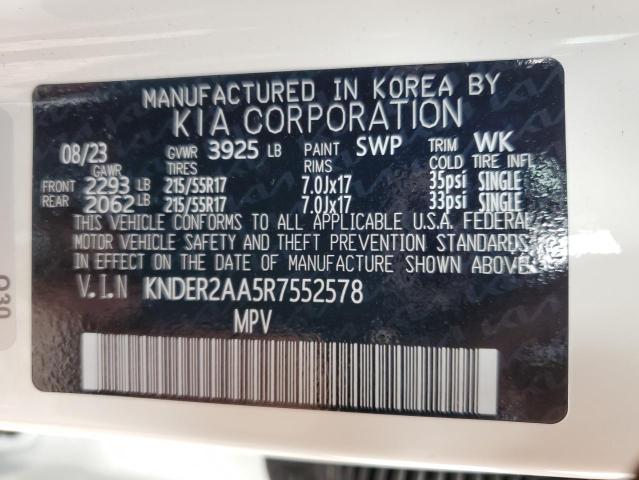 MANUFACTURED IN KOREA BY
KIA CORPORATION
08/23 GVWR 3925 LB PAINT SWP TRIM WK
GAWR TIRES RIMS COLD TIRE INFL
FRONT 2293 LB 215/55R17 7.0Jx17 35psi SINGLE
REAR 2062 LB 215/55R17 7.0Jx17 33psi SINGLE
THIS VEHICLE CONFORMS TO ALL APPLICABLE U.S.A. FEDERAL
MOTOR VEHICLE SAFETY AND THEFT PREVENTION STANDARDS
IN EFFECT ON THE DATE OF MANUFACTURE SHOWN ABOVE.
V.I.N KNDER2AA5R7552578
MPV
030